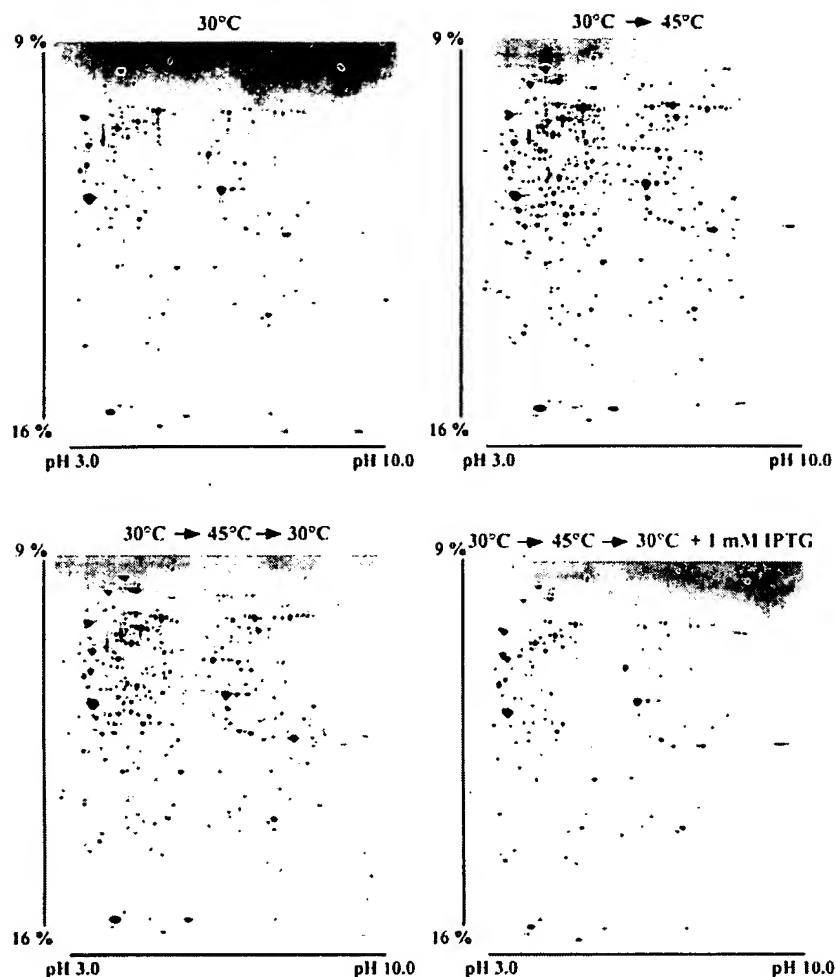 30°C
9 %
16 %
pH 3.0 pH 10.0
30°C → 45°C
9 %
16 %
pH 3.0 pH 10.0
30°C → 45°C → 30°C
9 %
16 %
pH 3.0 pH 10.0
30°C → 45°C → 30°C + 1 mM IPTG
9 %
16 %
pH 3.0 pH 10.0